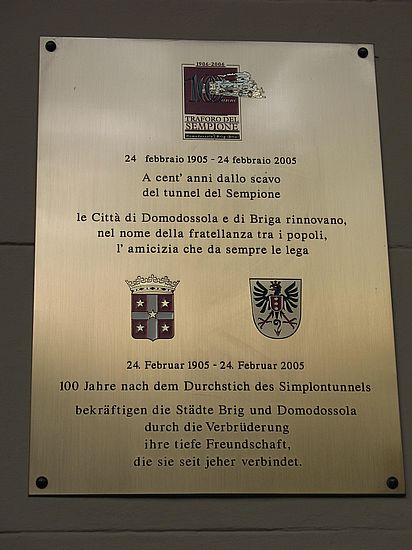 1906-2006
100
anni
TRAFORO DEL
SEMPIONE
24 febbraio 1905 - 24 febbraio 2005
A cent' anni dallo scavo
del tunnel del Sempione
le Città di Domodossola e di Briga rinnovano,
nel nome della fratellanza tra i popoli,
l' amicizia che da sempre le lega
24. Februar 1905 - 24. Februar 2005
100 Jahre nach dem Durchstich des Simplontunnels
bekräftigen die Städte Brig und Domodossola
durch die Verbrüderung
ihre tiefe Freundschaft,
die sie seit jeher verbindet.